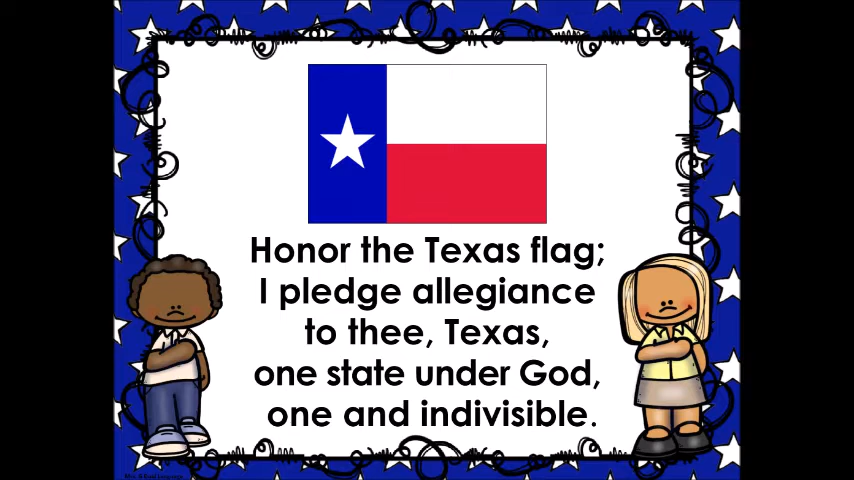 Honor the Texas flag;
I pledge allegiance
to thee, Texas,
one state under God,
one and indivisible.